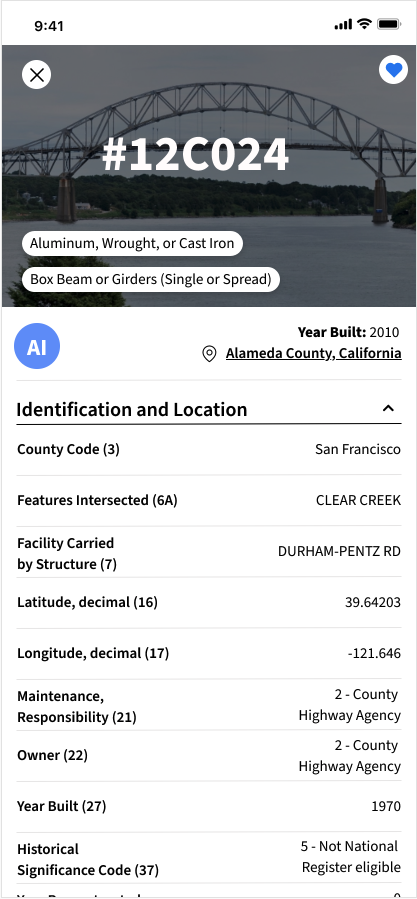 9:41
#12C024
Aluminum, Wrought, or Cast Iron
Box Beam or Girders (Single or Spread)
AI
Year Built: 2010
Alameda County, California
Identification and Location
County Code (3) San Francisco
Features Intersected (6A) CLEAR CREEK
Facility Carried
by Structure (7)
DURHAM-PENTZ RD
Latitude, decimal (16) 39.64203
Longitude, decimal (17) -121.646
Maintenance,
Responsibility (21)
2 - County
Highway Agency
Owner (22)
2 - County
Highway Agency
Year Built (27) 1970
Historical
Significance Code (37)
5 - Not National
Register eligible